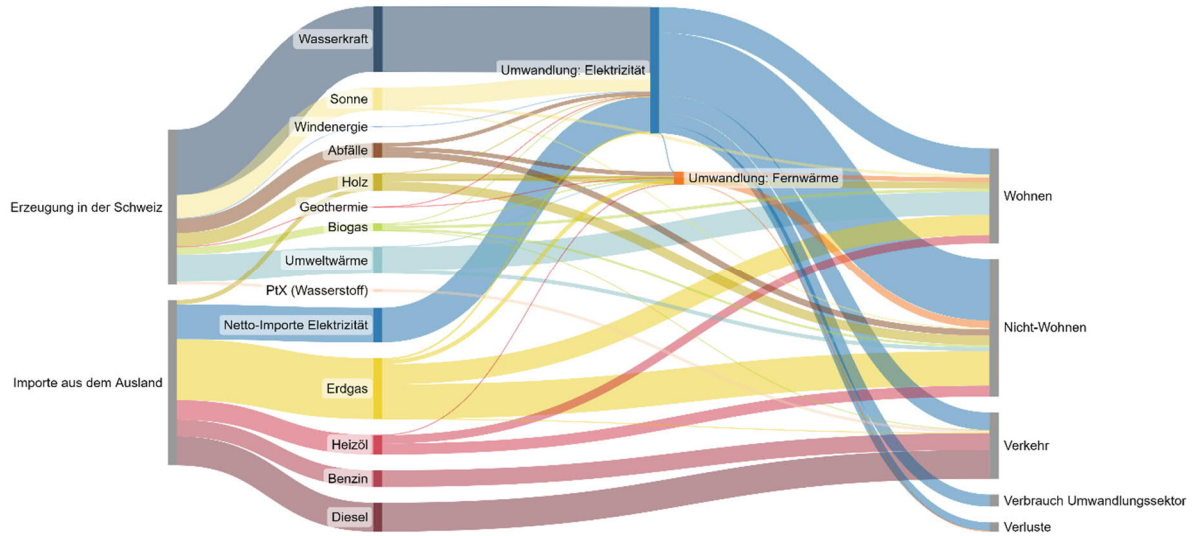 Erzeugung in der Schweiz
Importe aus dem Ausland
Wasserkraft
Sonne
Windenergie
Abfälle
Holz
Geothermie
Biogas
Umweltwärme
PtX (Wasserstoff)
Netto-Importe Elektrizität
Erdgas
Heizöl
Benzin
Diesel
Umwandlung: Elektrizität
Umwandlung: Fernwärme
Wohnen
Nicht-Wohnen
Verkehr
Verbrauch Umwandlungssektor
Verluste